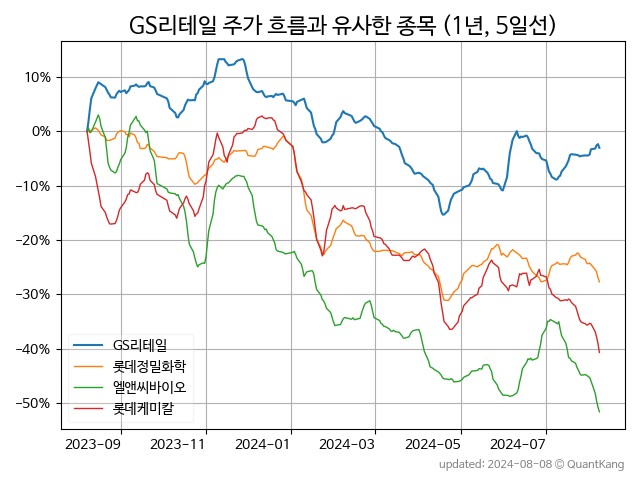 GS리테일 주가 흐름과 유사한 종목 (1년, 5일선)
10%
0%
−10%
−20%
−30%
−40%
−50%
GS리테일
롯데정밀화학
엘앤씨바이오
롯데케미칼
2023-09 2023-11 2024-01 2024-03 2024-05 2024-07
updated: 2024-08-08 © QuantKang